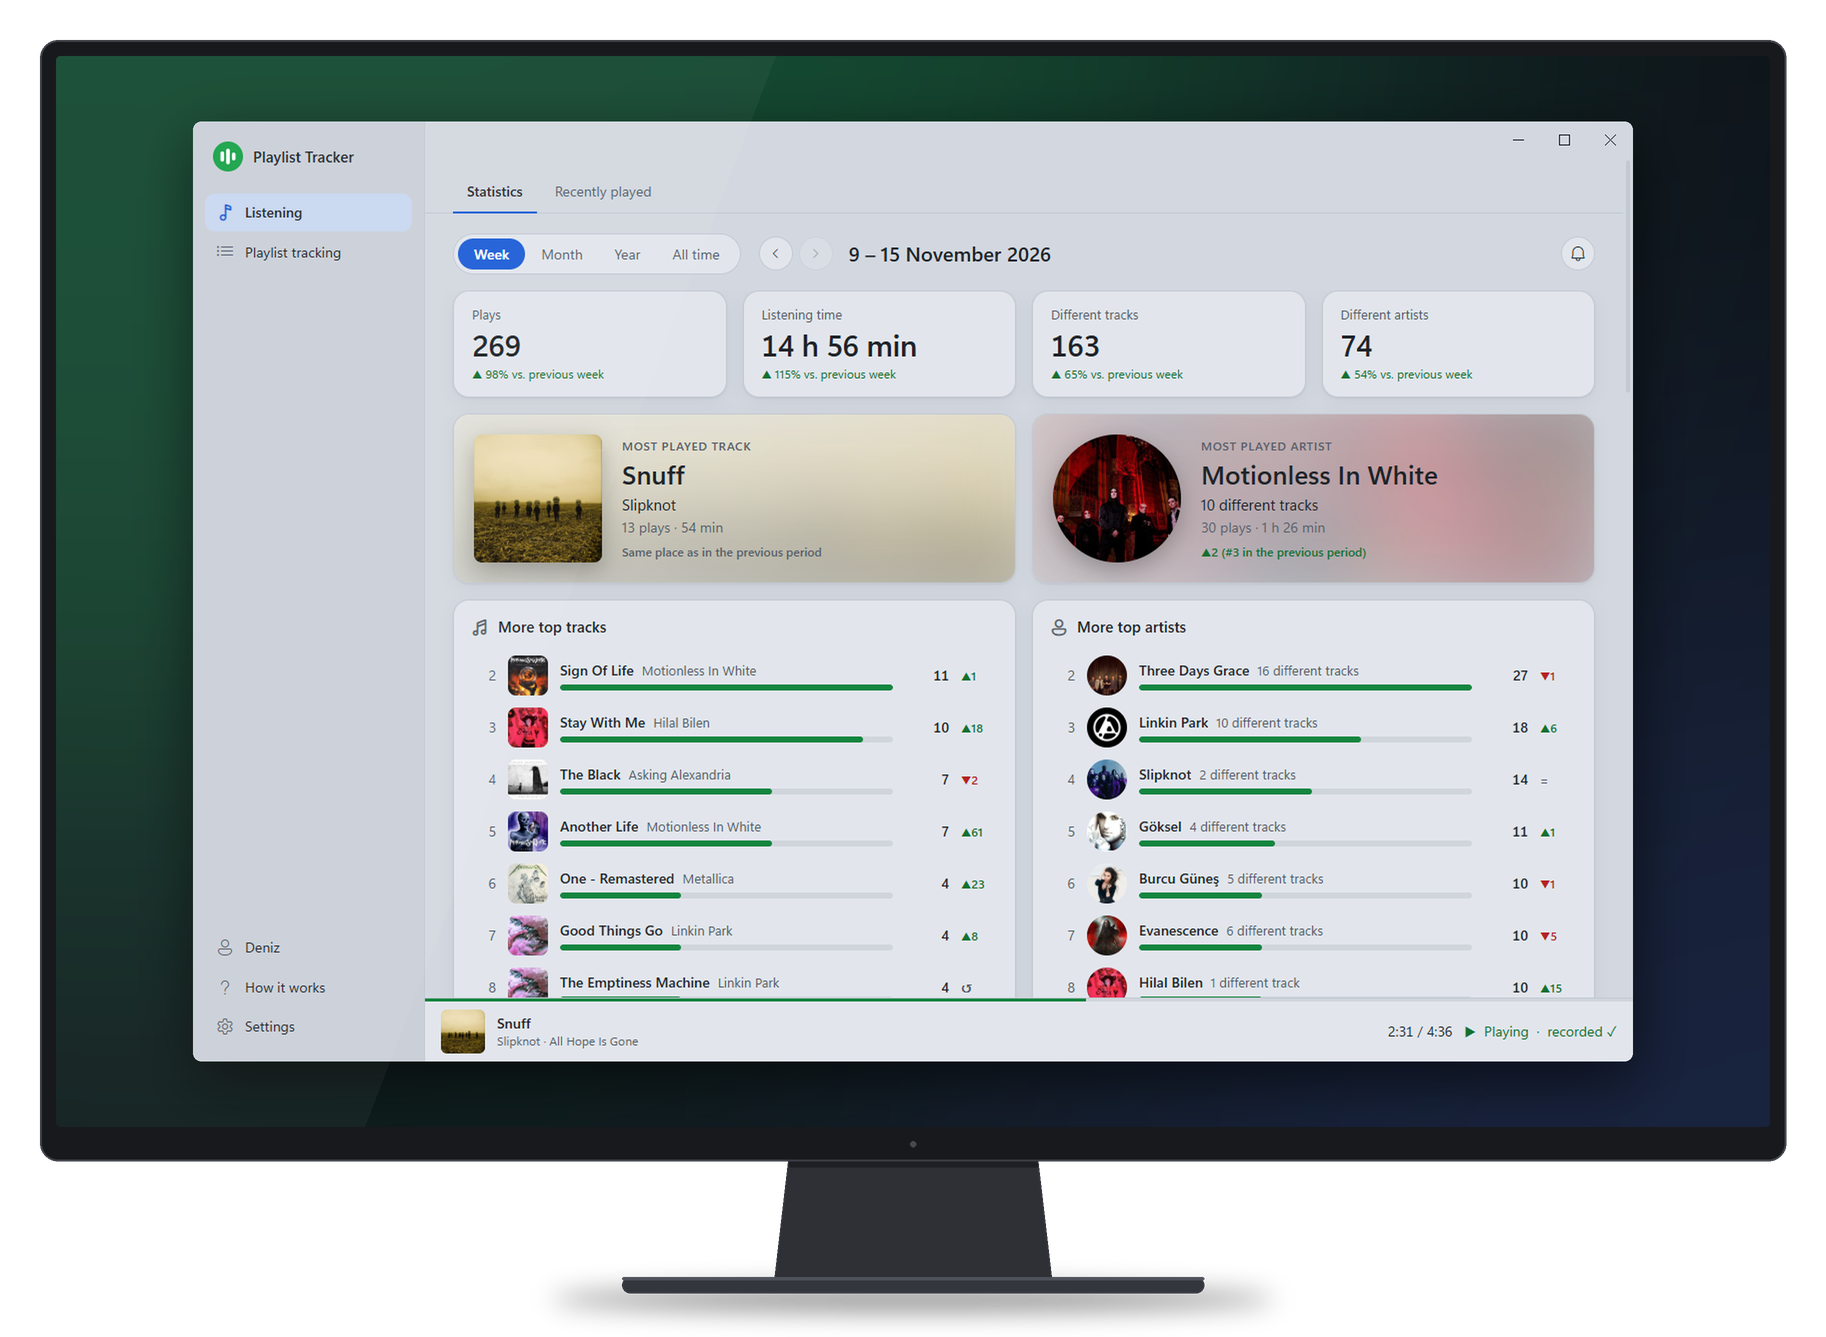 Playlist Tracker
Listening
Playlist tracking
Deniz
How it works
Settings
Statistics Recently played
Week Month Year All time 9 – 15 November 2026
Plays
269
▲ 98% vs. previous week
Listening time
14 h 56 min
▲ 115% vs. previous week
Different tracks
163
▲ 65% vs. previous week
Different artists
74
▲ 54% vs. previous week
MOST PLAYED TRACK
Snuff
Slipknot
13 plays · 54 min
Same place as in the previous period
MOST PLAYED ARTIST
Motionless In White
10 different tracks
30 plays · 1 h 26 min
▲2 (#3 in the previous period)
More top tracks
2 Sign Of Life Motionless In White 11 ▲1
3 Stay With Me Hilal Bilen 10 ▲18
4 The Black Asking Alexandria 7 ▼2
5 Another Life Motionless In White 7 ▲61
6 One - Remastered Metallica 4 ▲23
7 Good Things Go Linkin Park 4 ▲8
8 The Emptiness Machine Linkin Park 4 ↺
More top artists
2 Three Days Grace 16 different tracks 27 ▼1
3 Linkin Park 10 different tracks 18 ▲6
4 Slipknot 2 different tracks 14 =
5 Göksel 4 different tracks 11 ▲1
6 Burcu Güneş 5 different tracks 10 ▼1
7 Evanescence 6 different tracks 10 ▼5
8 Hilal Bilen 1 different track 10 ▲15
Snuff
Slipknot · All Hope Is Gone
2:31 / 4:36 ▶ Playing · recorded ✓